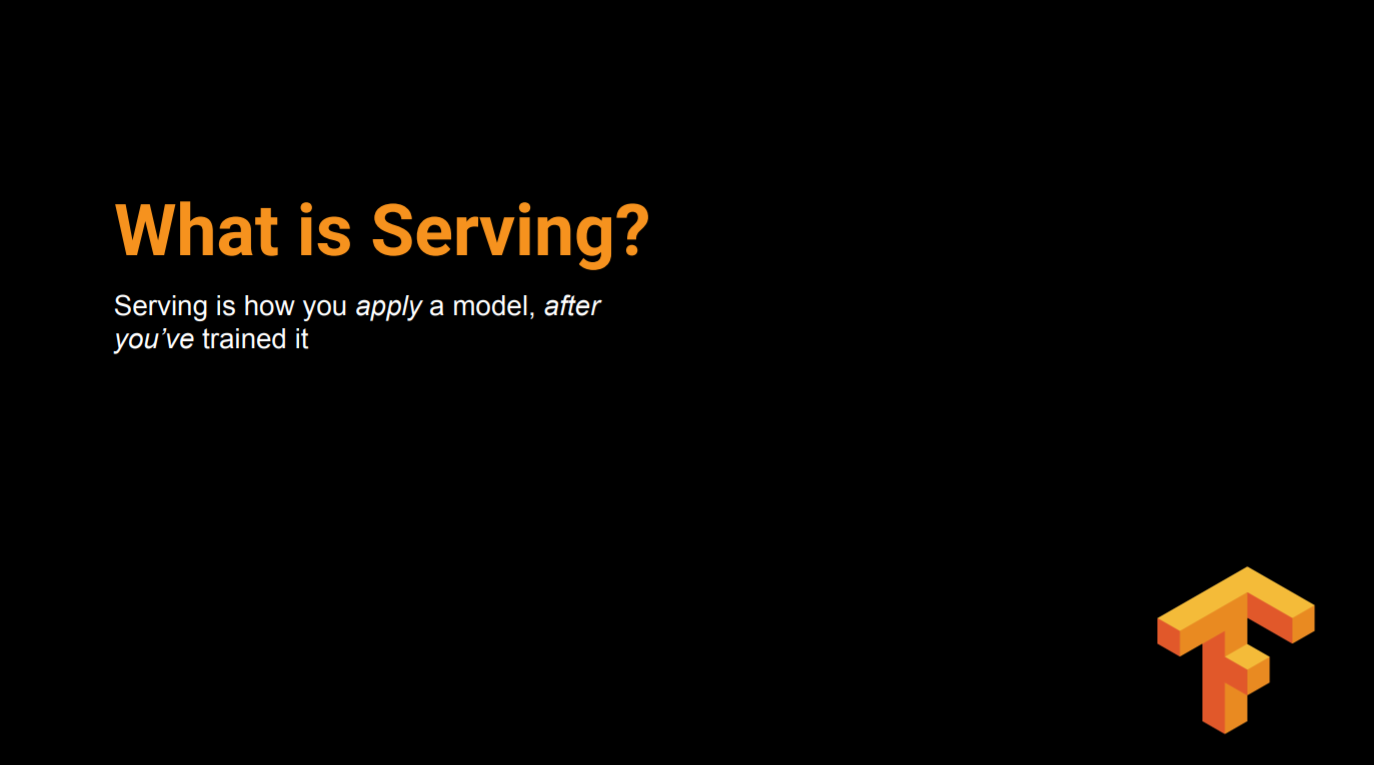 What is Serving?
Serving is how you apply a model, after
you’ve trained it